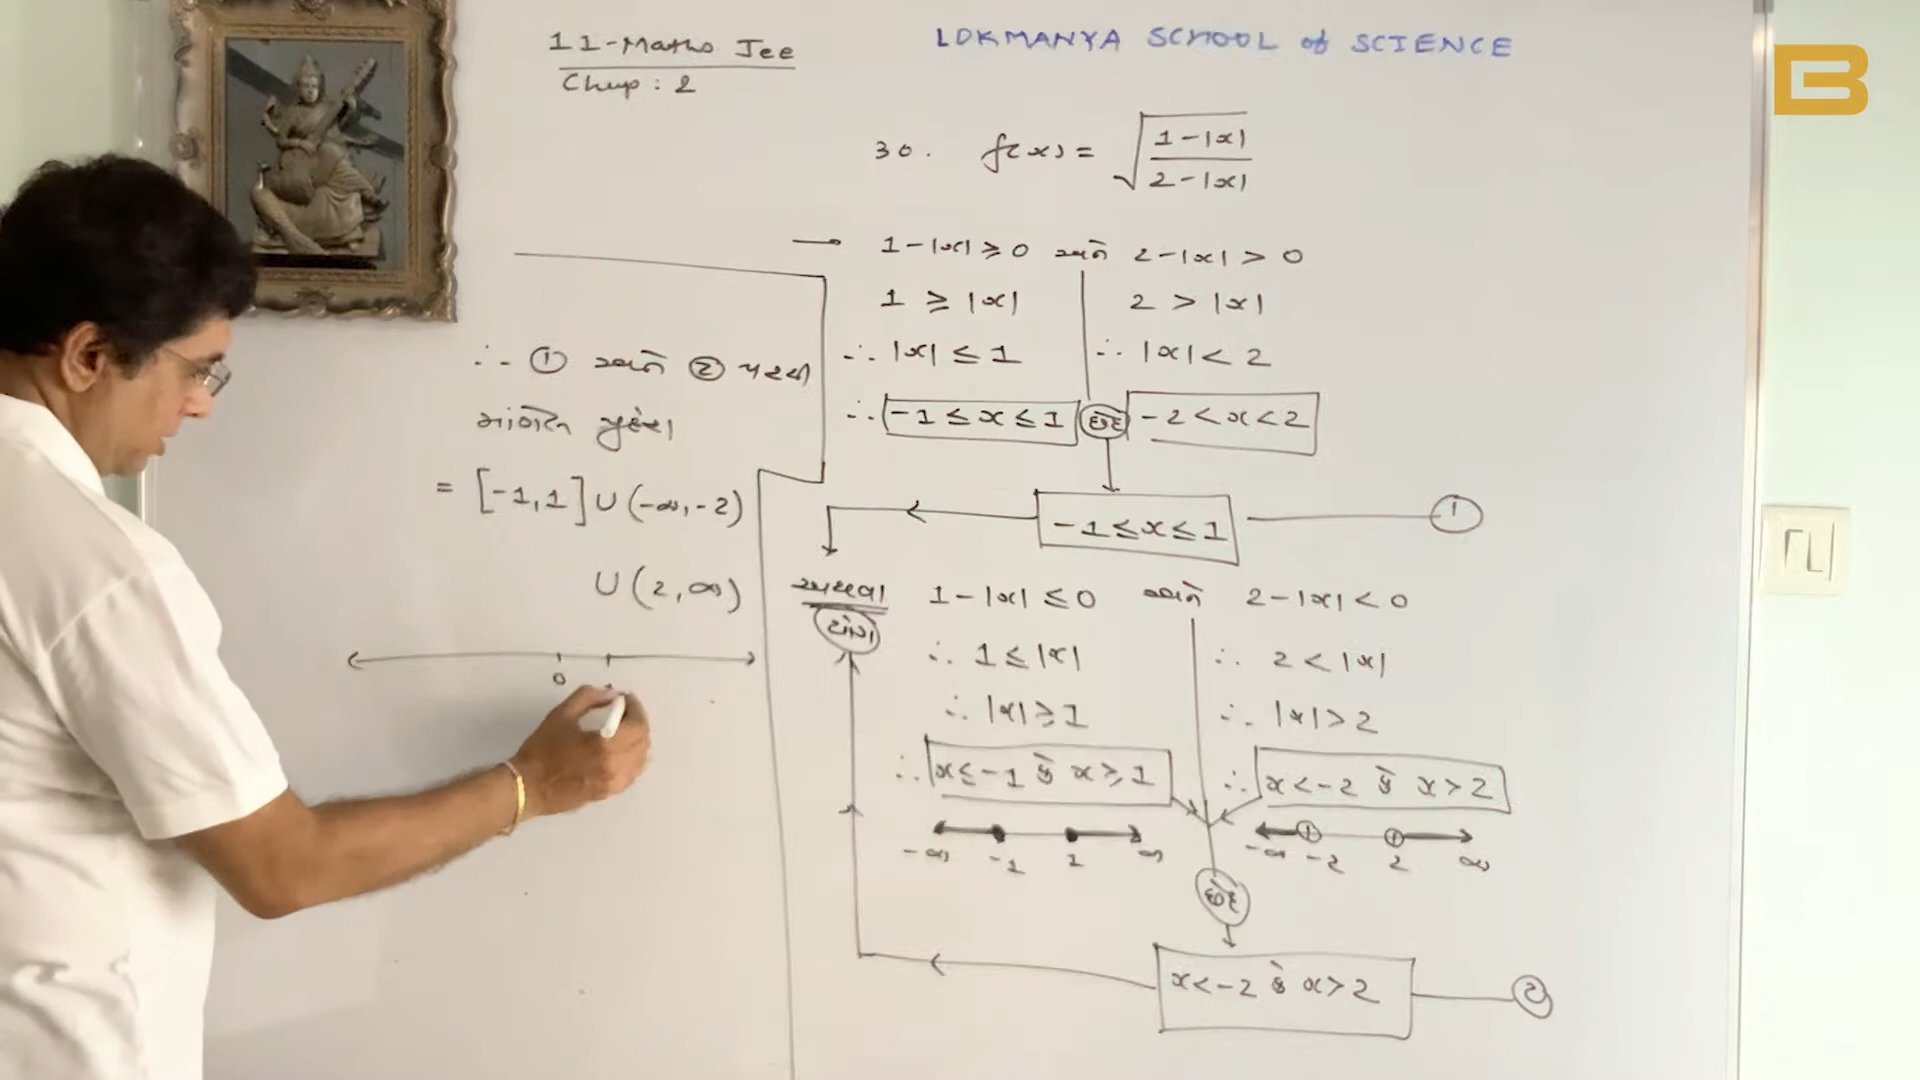 11-Maths Jee
Chap : 2
LOKMANYA SCHOOL of SCIENCE
30. f(x) = √((1-|x|)/(2-|x|))
→ 1-|x| ≥ 0 અને 2-|x| > 0
1 ≥ |x| 2 > |x|
∴ |x| ≤ 1 ∴ |x| < 2
∴ -1 ≤ x ≤ 1 છેદ -2 < x < 2
-1 ≤ x ≤ 1 — ①
અથવા 1-|x| ≤ 0 અને 2-|x| < 0
યોગ
∴ 1 ≤ |x| ∴ 2 < |x|
∴ |x| ≥ 1 ∴ |x| > 2
∴ x ≤ -1 કે x ≥ 1 ∴ x < -2 કે x > 2
-∞ -1 1 ∞ -∞ -2 2 ∞
છેદ
x < -2 કે x > 2 — ②
∴ ① અને ② પરથી
માંગેલ
= [-1,1] ∪ (-∞,-2)
∪ (2,∞)
0